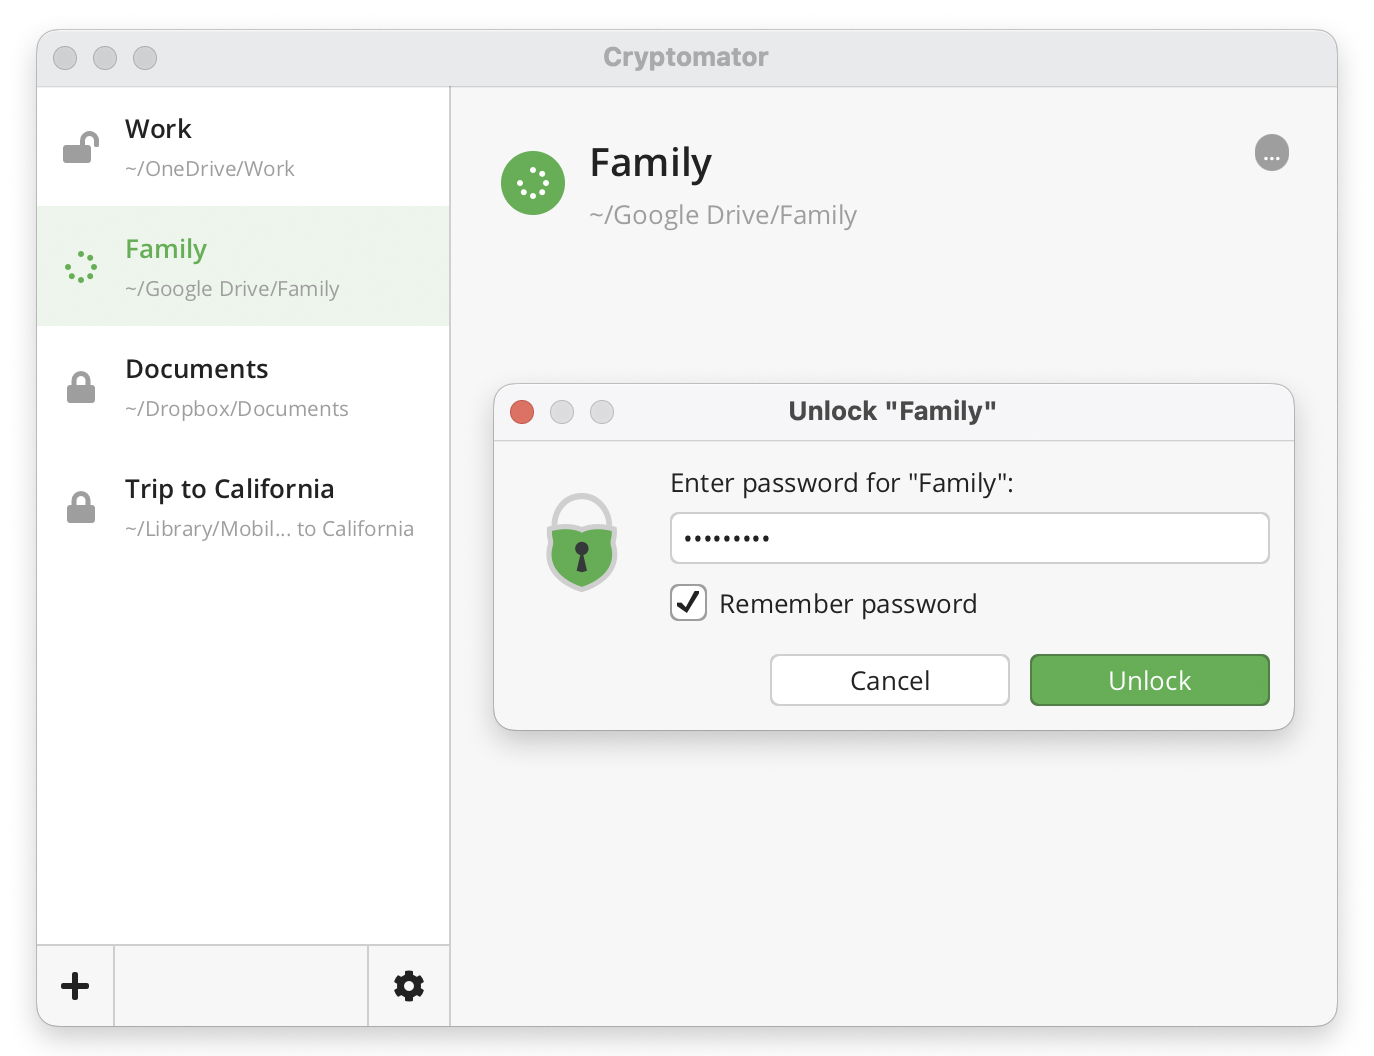 Cryptomator
Work
~/OneDrive/Work
Family
~/Google Drive/Family
Documents
~/Dropbox/Documents
Trip to California
~/Library/Mobil... to California
Family
~/Google Drive/Family
...
Unlock "Family"
Enter password for "Family":
•••••••••
Remember password
Cancel
Unlock